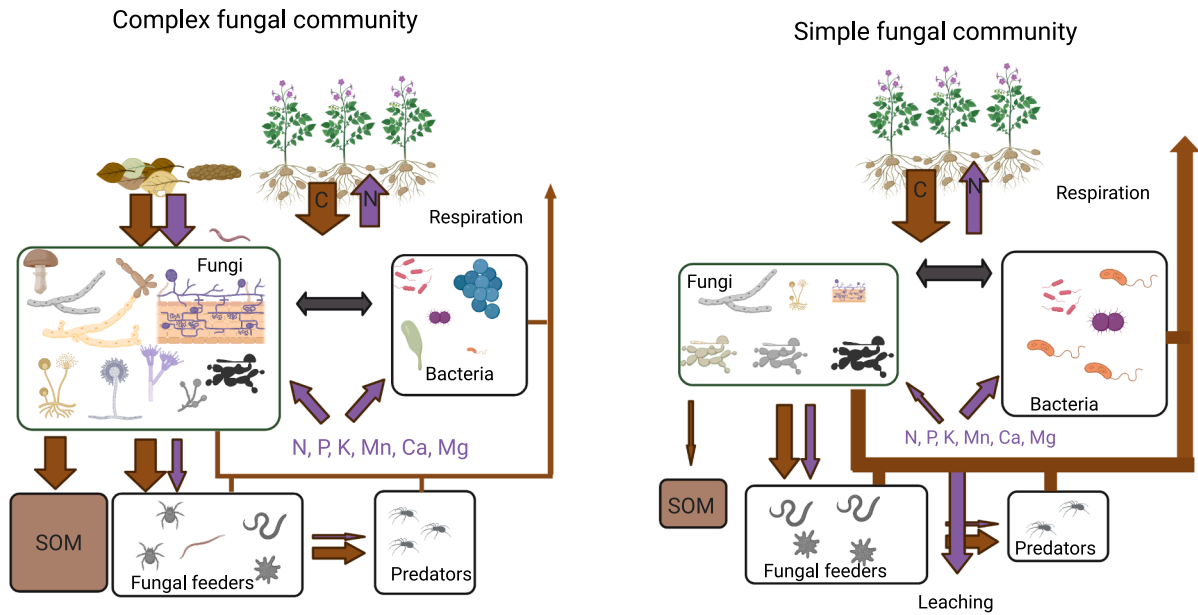 Complex fungal community
C
N
Respiration
Fungi
Bacteria
N, P, K, Mn, Ca, Mg
SOM
Fungal feeders
Predators
Simple fungal community
C
N
Respiration
Fungi
Bacteria
N, P, K, Mn, Ca, Mg
SOM
Fungal feeders
Predators
Leaching